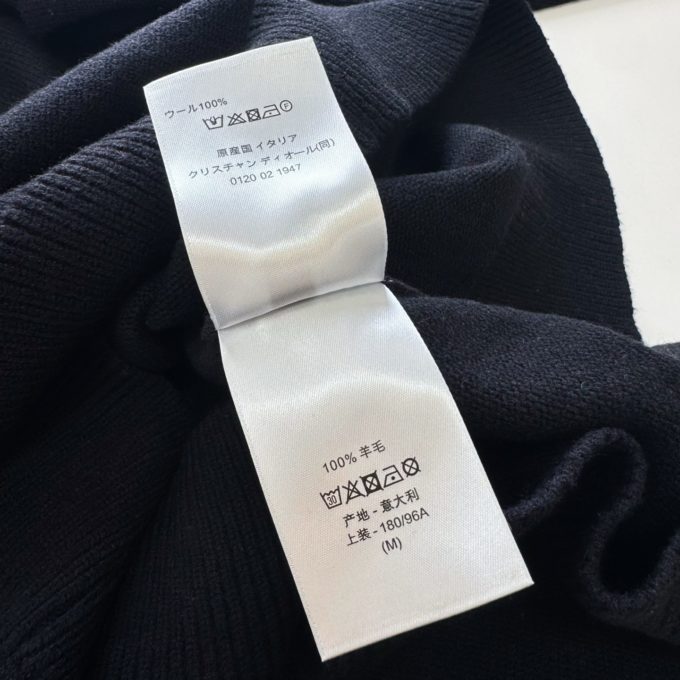 ウール100%
P
原産国 イタリア
クリスチャン ディオール(同)
0120 02 1947
100% 羊毛
30
产地 - 意大利
上装 - 180/96A
(M)